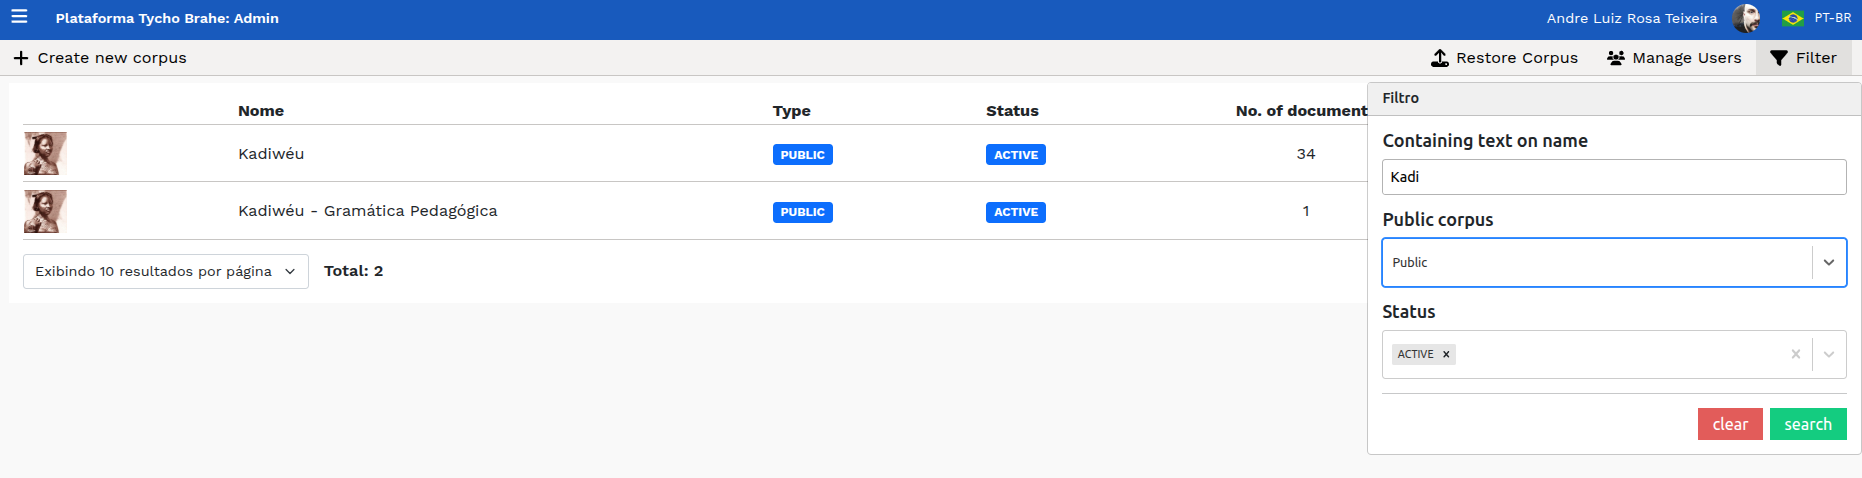 Plataforma Tycho Brahe: Admin
Andre Luiz Rosa Teixeira
PT-BR
Create new corpus
Restore Corpus
Manage Users
Filter
Nome Type Status No. of document
Kadiwéu PUBLIC ACTIVE 34
Kadiwéu - Gramática Pedagógica PUBLIC ACTIVE 1
Exibindo 10 resultados por página
Total: 2
Filtro
Containing text on name
Kadi
Public corpus
Public
Status
ACTIVE
clear
search